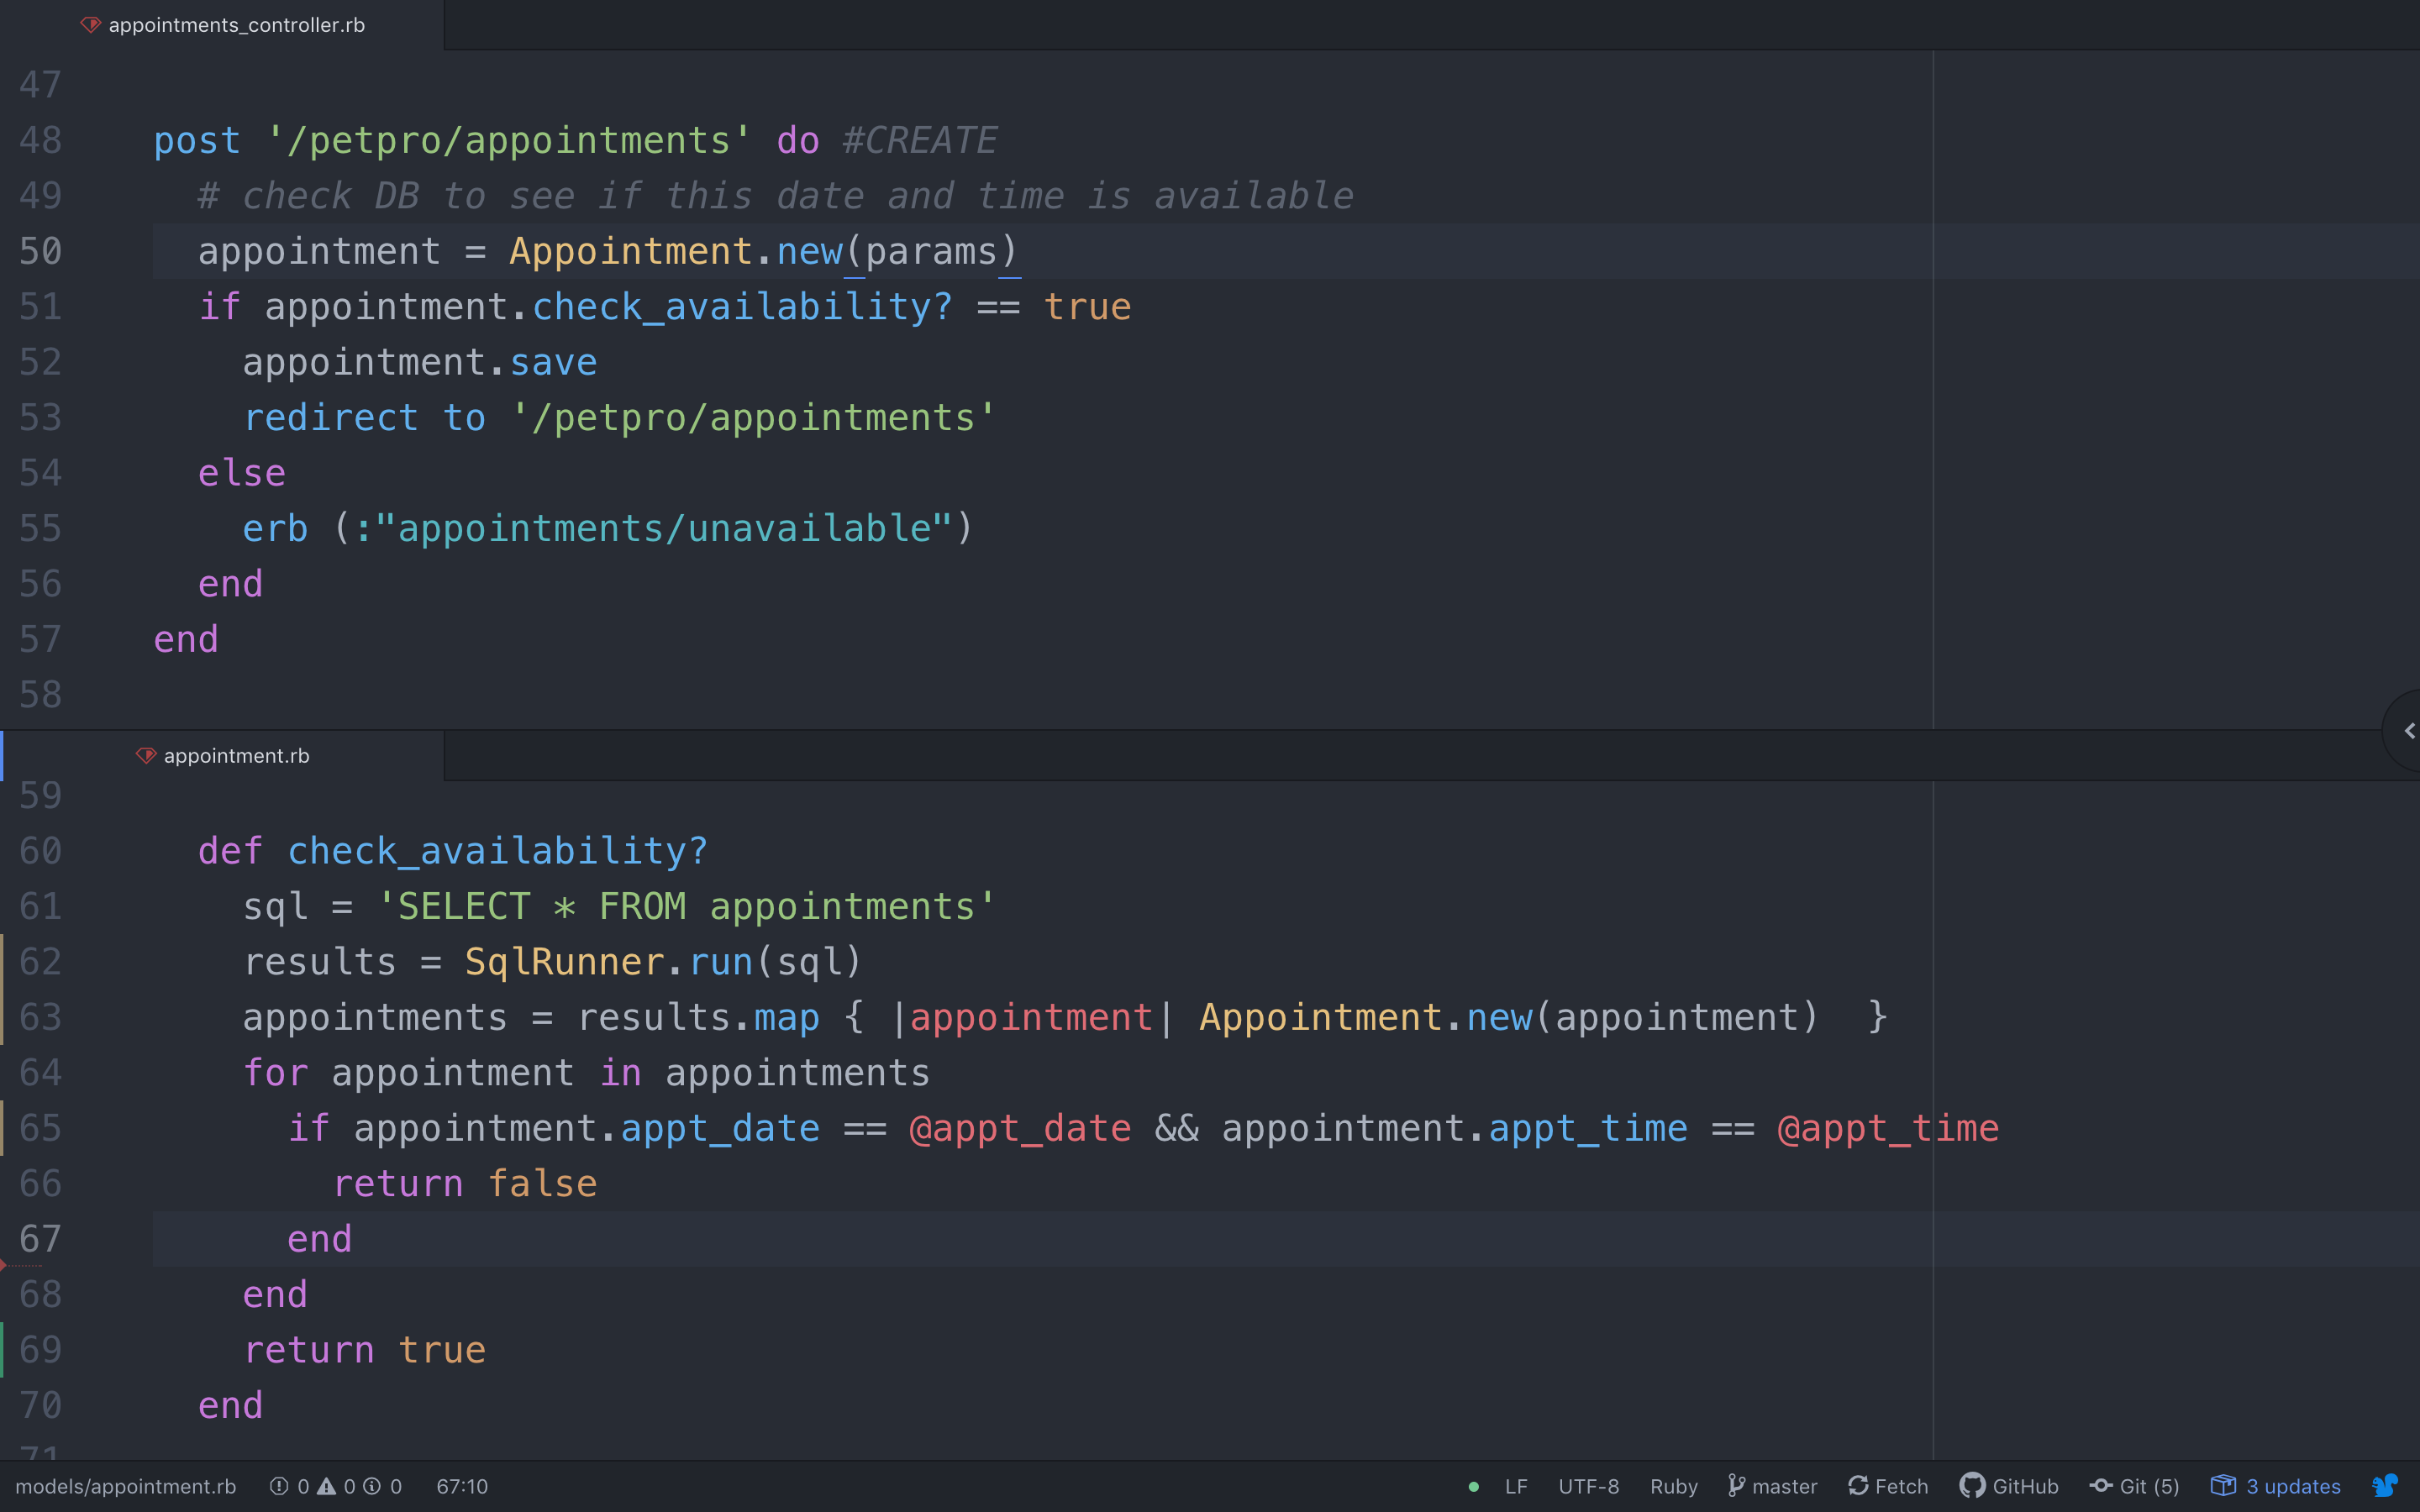 appointments_controller.rb
47
48 post '/petpro/appointments' do #CREATE
49 # check DB to see if this date and time is available
50 appointment = Appointment.new(params)
51 if appointment.check_availability? == true
52 appointment.save
53 redirect to '/petpro/appointments'
54 else
55 erb (:"appointments/unavailable")
56 end
57 end
58
appointment.rb
59
60 def check_availability?
61 sql = 'SELECT * FROM appointments'
62 results = SqlRunner.run(sql)
63 appointments = results.map { |appointment| Appointment.new(appointment)  }
64 for appointment in appointments
65 if appointment.appt_date == @appt_date && appointment.appt_time == @appt_time
66 return false
67 end
68 end
69 return true
70 end
71
models/appointment.rb 0 0 0 67:10 LF UTF-8 Ruby master Fetch GitHub Git (5) 3 updates